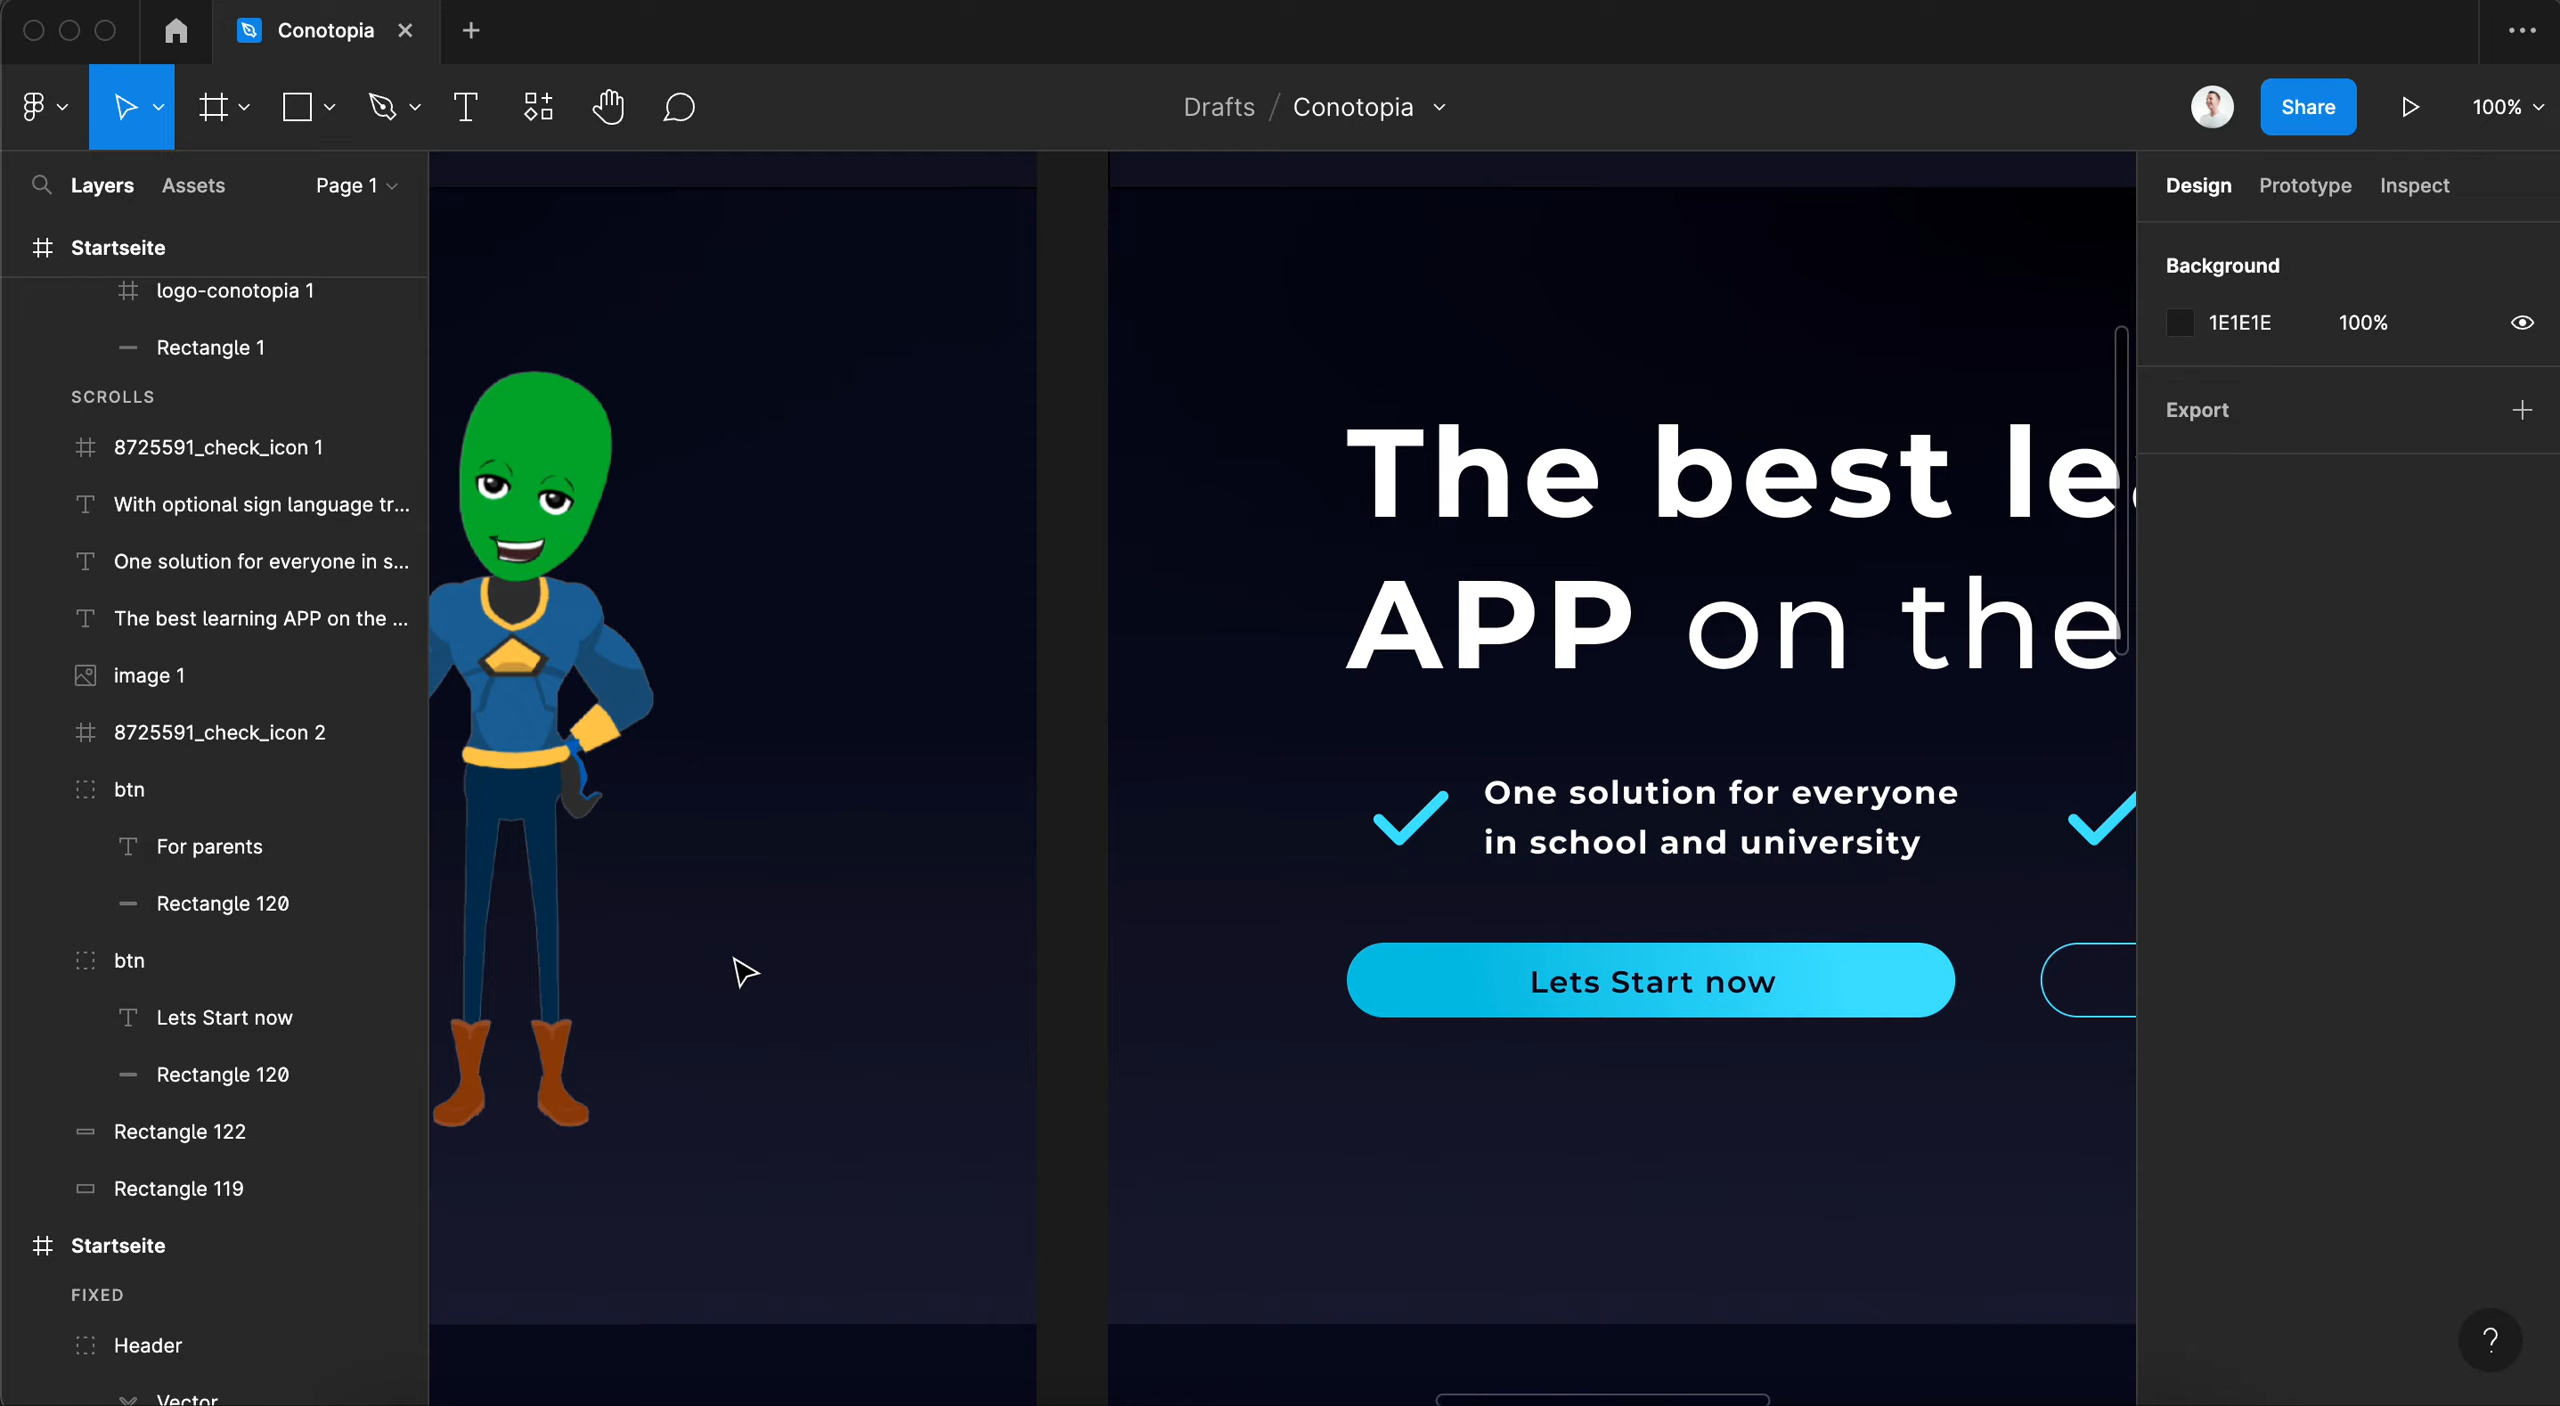 Conotopia
Drafts / Conotopia
Share
100%
Layers
Assets
Page 1
Startseite
logo-conotopia 1
Rectangle 1
SCROLLS
8725591_check_icon 1
With optional sign language tr...
One solution for everyone in s...
The best learning APP on the ...
image 1
8725591_check_icon 2
btn
For parents
Rectangle 120
btn
Lets Start now
Rectangle 120
Rectangle 122
Rectangle 119
Startseite
FIXED
Header
Vector
The best le
APP on the
One solution for everyone
in school and university
Lets Start now
Design
Prototype
Inspect
Background
1E1E1E
100%
Export
?